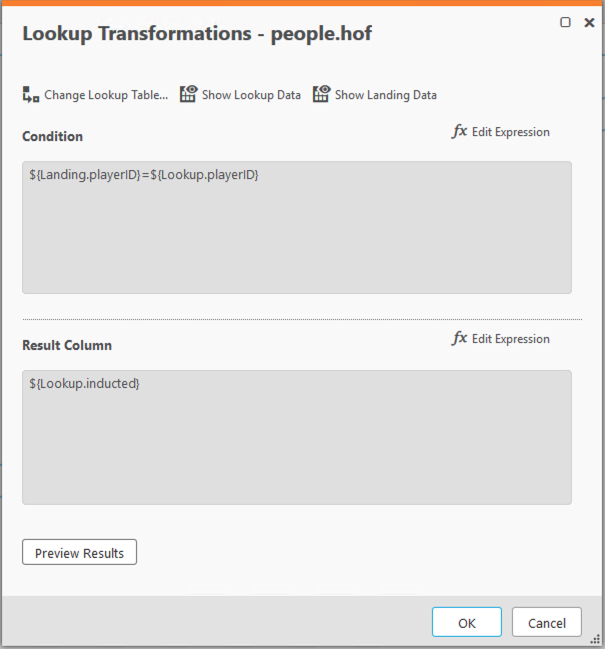 Lookup Transformations - people.hof
Change Lookup Table... Show Lookup Data Show Landing Data
Condition
fx Edit Expression
${Landing.playerID}=${Lookup.playerID}
Result Column
fx Edit Expression
${Lookup.inducted}
Preview Results
OK Cancel